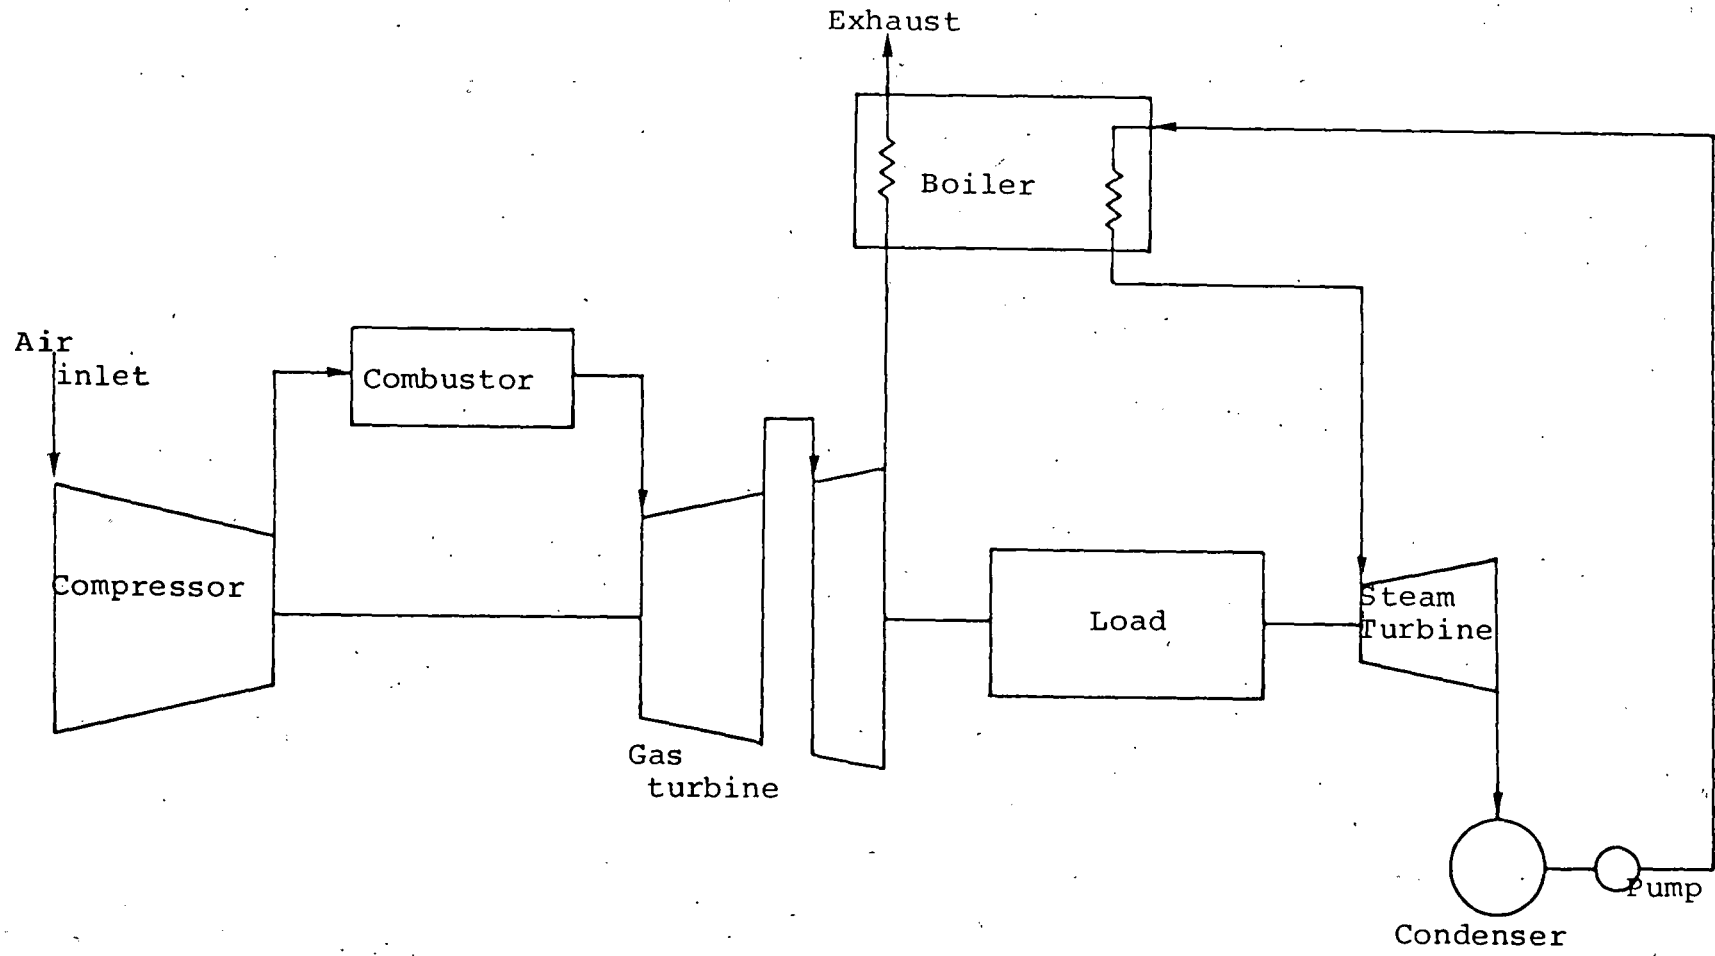 Exhaust
Boiler
Air
inlet
Combustor
Compressor
Load
Steam
Turbine
Gas
turbine
Pump
Condenser